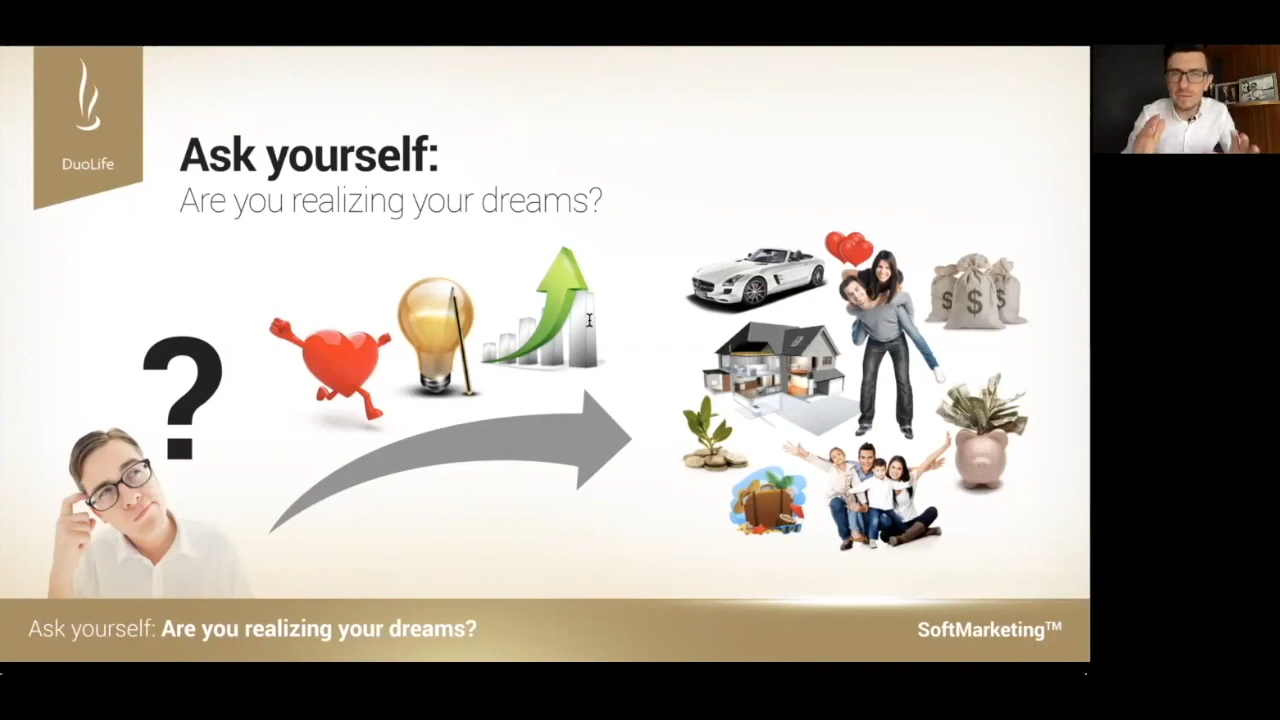 DuoLife
Ask yourself:
Are you realizing your dreams?
?
$ $ $
Ask yourself: Are you realizing your dreams?
SoftMarketing™